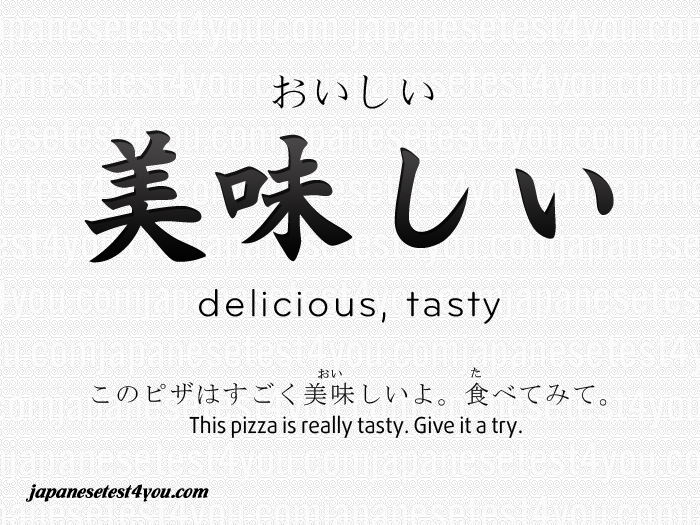 おいしい
美味しい
delicious, tasty
おい た
このピザはすごく美味しいよ。食べてみて。
This pizza is really tasty. Give it a try.
japanesetest4you.com